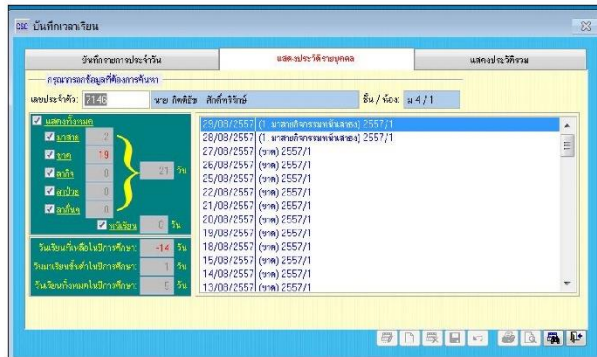 CSC บันทึกเวลาเรียน
บันทึกรายการประจำวัน
แสดงประวัติรายบุคคล
แสดงประวัติรวม
กรุณากรอกข้อมูลที่ต้องการค้นหา
เลขประจำตัว: 7146 นาย กิตติธัช ชั้น / ห้อง: ม 4 / 1
แสดงทั้งหมด
มาสาย 2
ขาด 19
ลากิจ 0
ลาป่วย 0
ลาอื่นๆ 0
21 วัน
หนีเรียน 0 วัน
วันเรียนที่เหลือในปีการศึกษา: -14 วัน
วันมาเรียนขั้นต่ำในปีการศึกษา: 1 วัน
วันเรียนทั้งหมดในปีการศึกษา: 5 วัน
29/08/2557 (1. มาสายกิจกรรมหน้าเสาธง) 2557/1
28/08/2557 (1. มาสายกิจกรรมหน้าเสาธง) 2557/1
27/08/2557 (ขาด) 2557/1
26/08/2557 (ขาด) 2557/1
25/08/2557 (ขาด) 2557/1
22/08/2557 (ขาด) 2557/1
21/08/2557 (ขาด) 2557/1
20/08/2557 (ขาด) 2557/1
19/08/2557 (ขาด) 2557/1
18/08/2557 (ขาด) 2557/1
15/08/2557 (ขาด) 2557/1
14/08/2557 (ขาด) 2557/1
13/08/2557 (ขาด) 2557/1